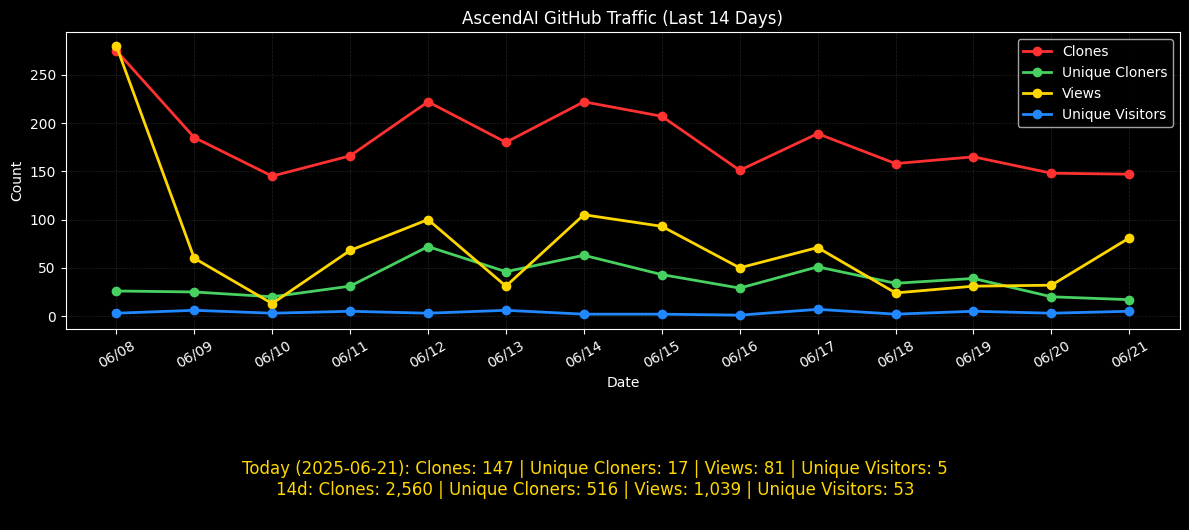 AscendAI GitHub Traffic (Last 14 Days)
Clones
Unique Cloners
Views
Unique Visitors
Count
250
200
150
100
50
0
06/08 06/09 06/10 06/11 06/12 06/13 06/14 06/15 06/16 06/17 06/18 06/19 06/20 06/21
Date
Today (2025-06-21): Clones: 147 | Unique Cloners: 17 | Views: 81 | Unique Visitors: 5
14d: Clones: 2,560 | Unique Cloners: 516 | Views: 1,039 | Unique Visitors: 53